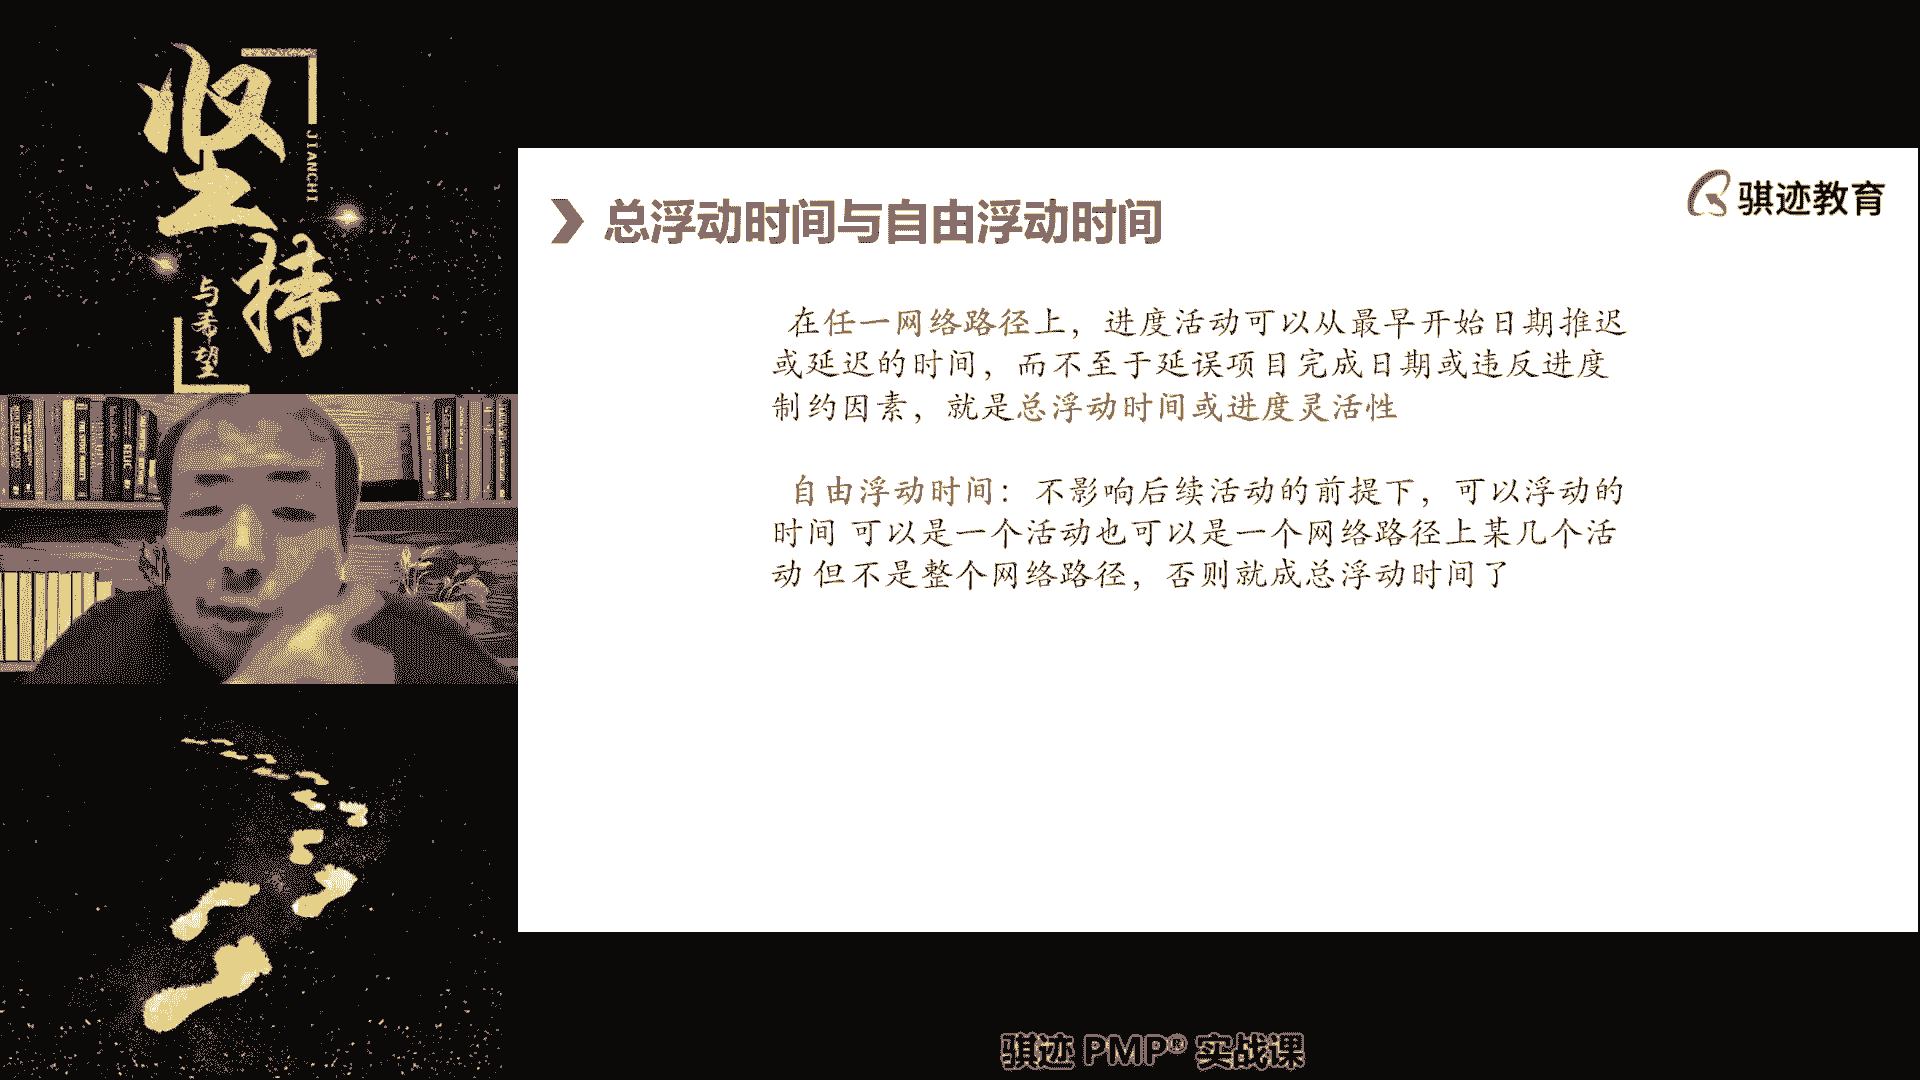 坚持
JIANCHI
与希望
骐迹教育
总浮动时间与自由浮动时间
在任一网络路径上，进度活动可以从最早开始日期推迟
或延迟的时间，而不至于延误项目完成日期或违反进度
制约因素，就是总浮动时间或进度灵活性
自由浮动时间：不影响后续活动的前提下，可以浮动的
时间 可以是一个活动也可以是一个网络路径上某几个活
动 但不是整个网络路径，否则就成总浮动时间了
骐迹 PMP® 实战课